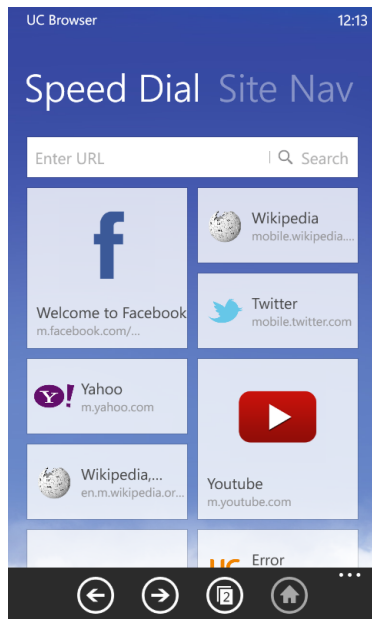 UC Browser 12:13
Speed Dial Site Nav
Enter URL Search
f
Welcome to Facebook
m.facebook.com/...
Wikipedia
mobile.wikipedia....
Twitter
mobile.twitter.com
Y!
Yahoo
m.yahoo.com
Youtube
m.youtube.com
Wikipedia,...
en.m.wikipedia.or...
UC
Error
2